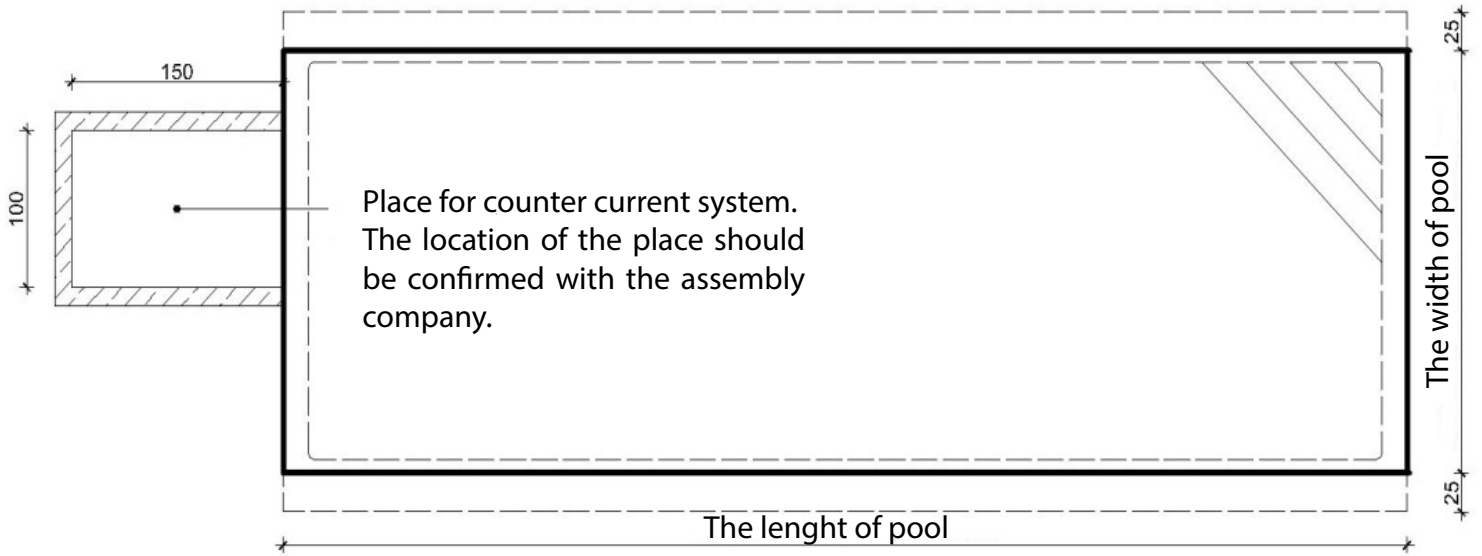 25
150
100
Place for counter current system.
The location of the place should
be confirmed with the assembly
company.
The width of pool
25
The lenght of pool